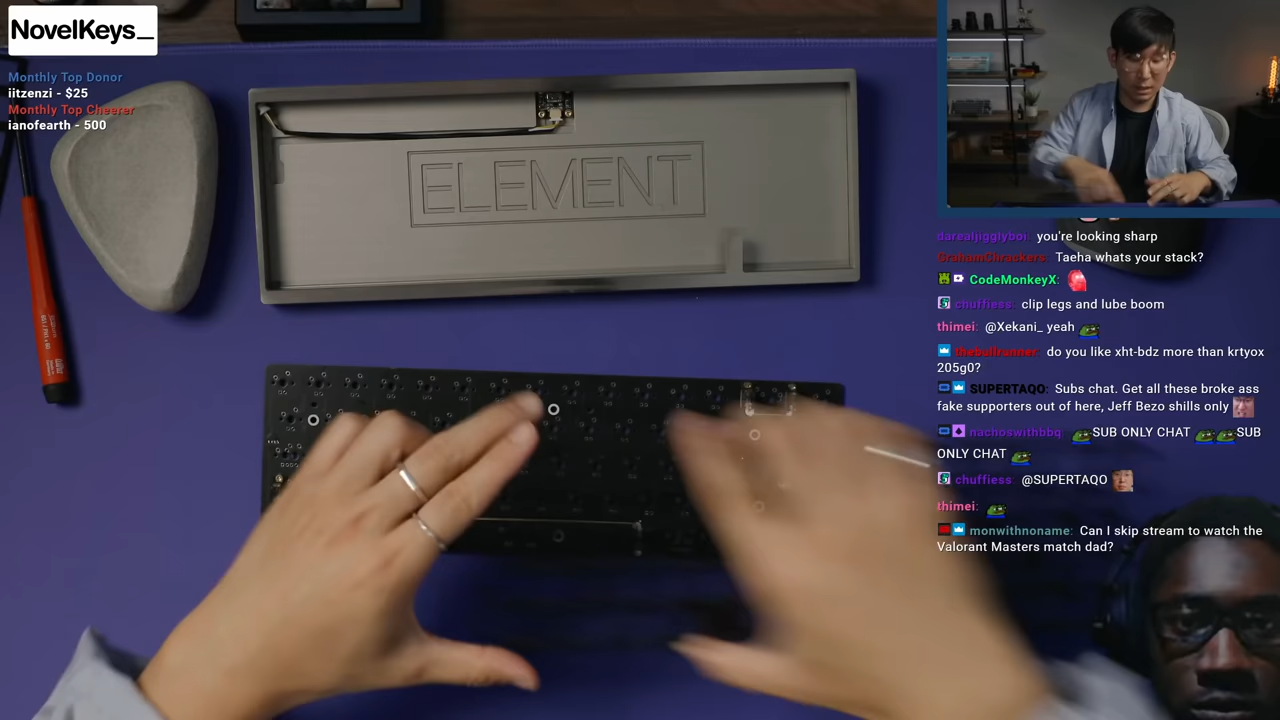 NovelKeys_
Monthly Top Donor
iitzenzi - $25
Monthly Top Cheerer
ianofearth - 500
ELEMENT
darealjigglyboi: you're looking sharp
GrahamChrackers: Taeha whats your stack?
CodeMonkeyX:
chuffiess: clip legs and lube boom
thimei: @Xekani_ yeah
thebullrunner: do you like xht-bdz more than krtyox
205g0?
SUPERTAQO: Subs chat. Get all these broke ass
fake supporters out of here, Jeff Bezo shills only
nachoswithbbq: SUB ONLY CHAT SUB
ONLY CHAT
chuffiess: @SUPERTAQO
thimei:
monwithnoname: Can I skip stream to watch the
Valorant Masters match dad?